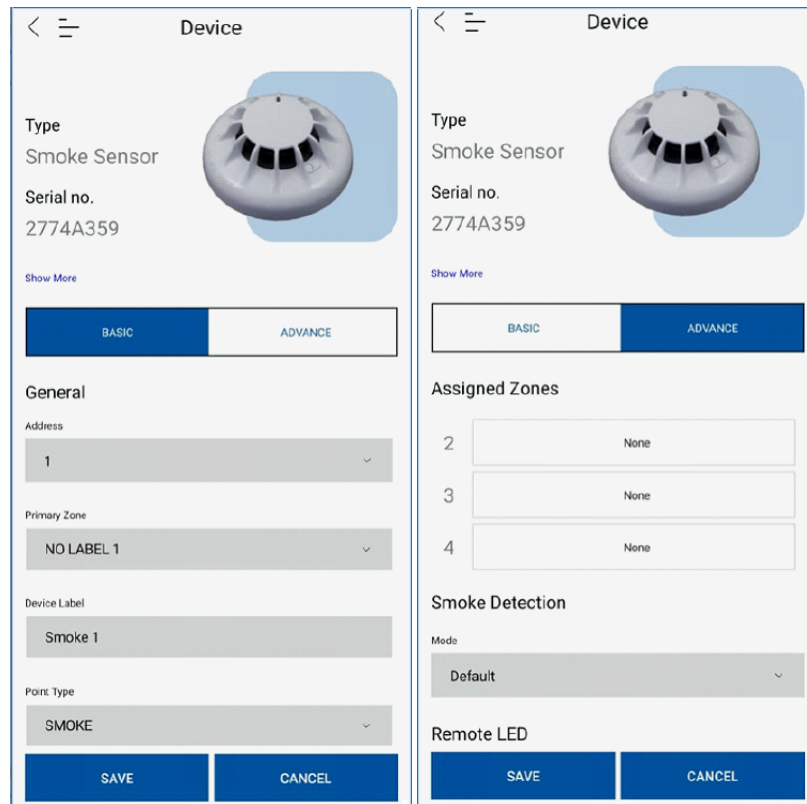 Device
Type
Smoke Sensor
Serial no.
2774A359
Show More
BASIC
ADVANCE
General
Address
1
Primary Zone
NO LABEL 1
Device Label
Smoke 1
Point Type
SMOKE
SAVE
CANCEL
Device
Type
Smoke Sensor
Serial no.
2774A359
Show More
BASIC
ADVANCE
Assigned Zones
2
None
3
None
4
None
Smoke Detection
Mode
Default
Remote LED
SAVE
CANCEL